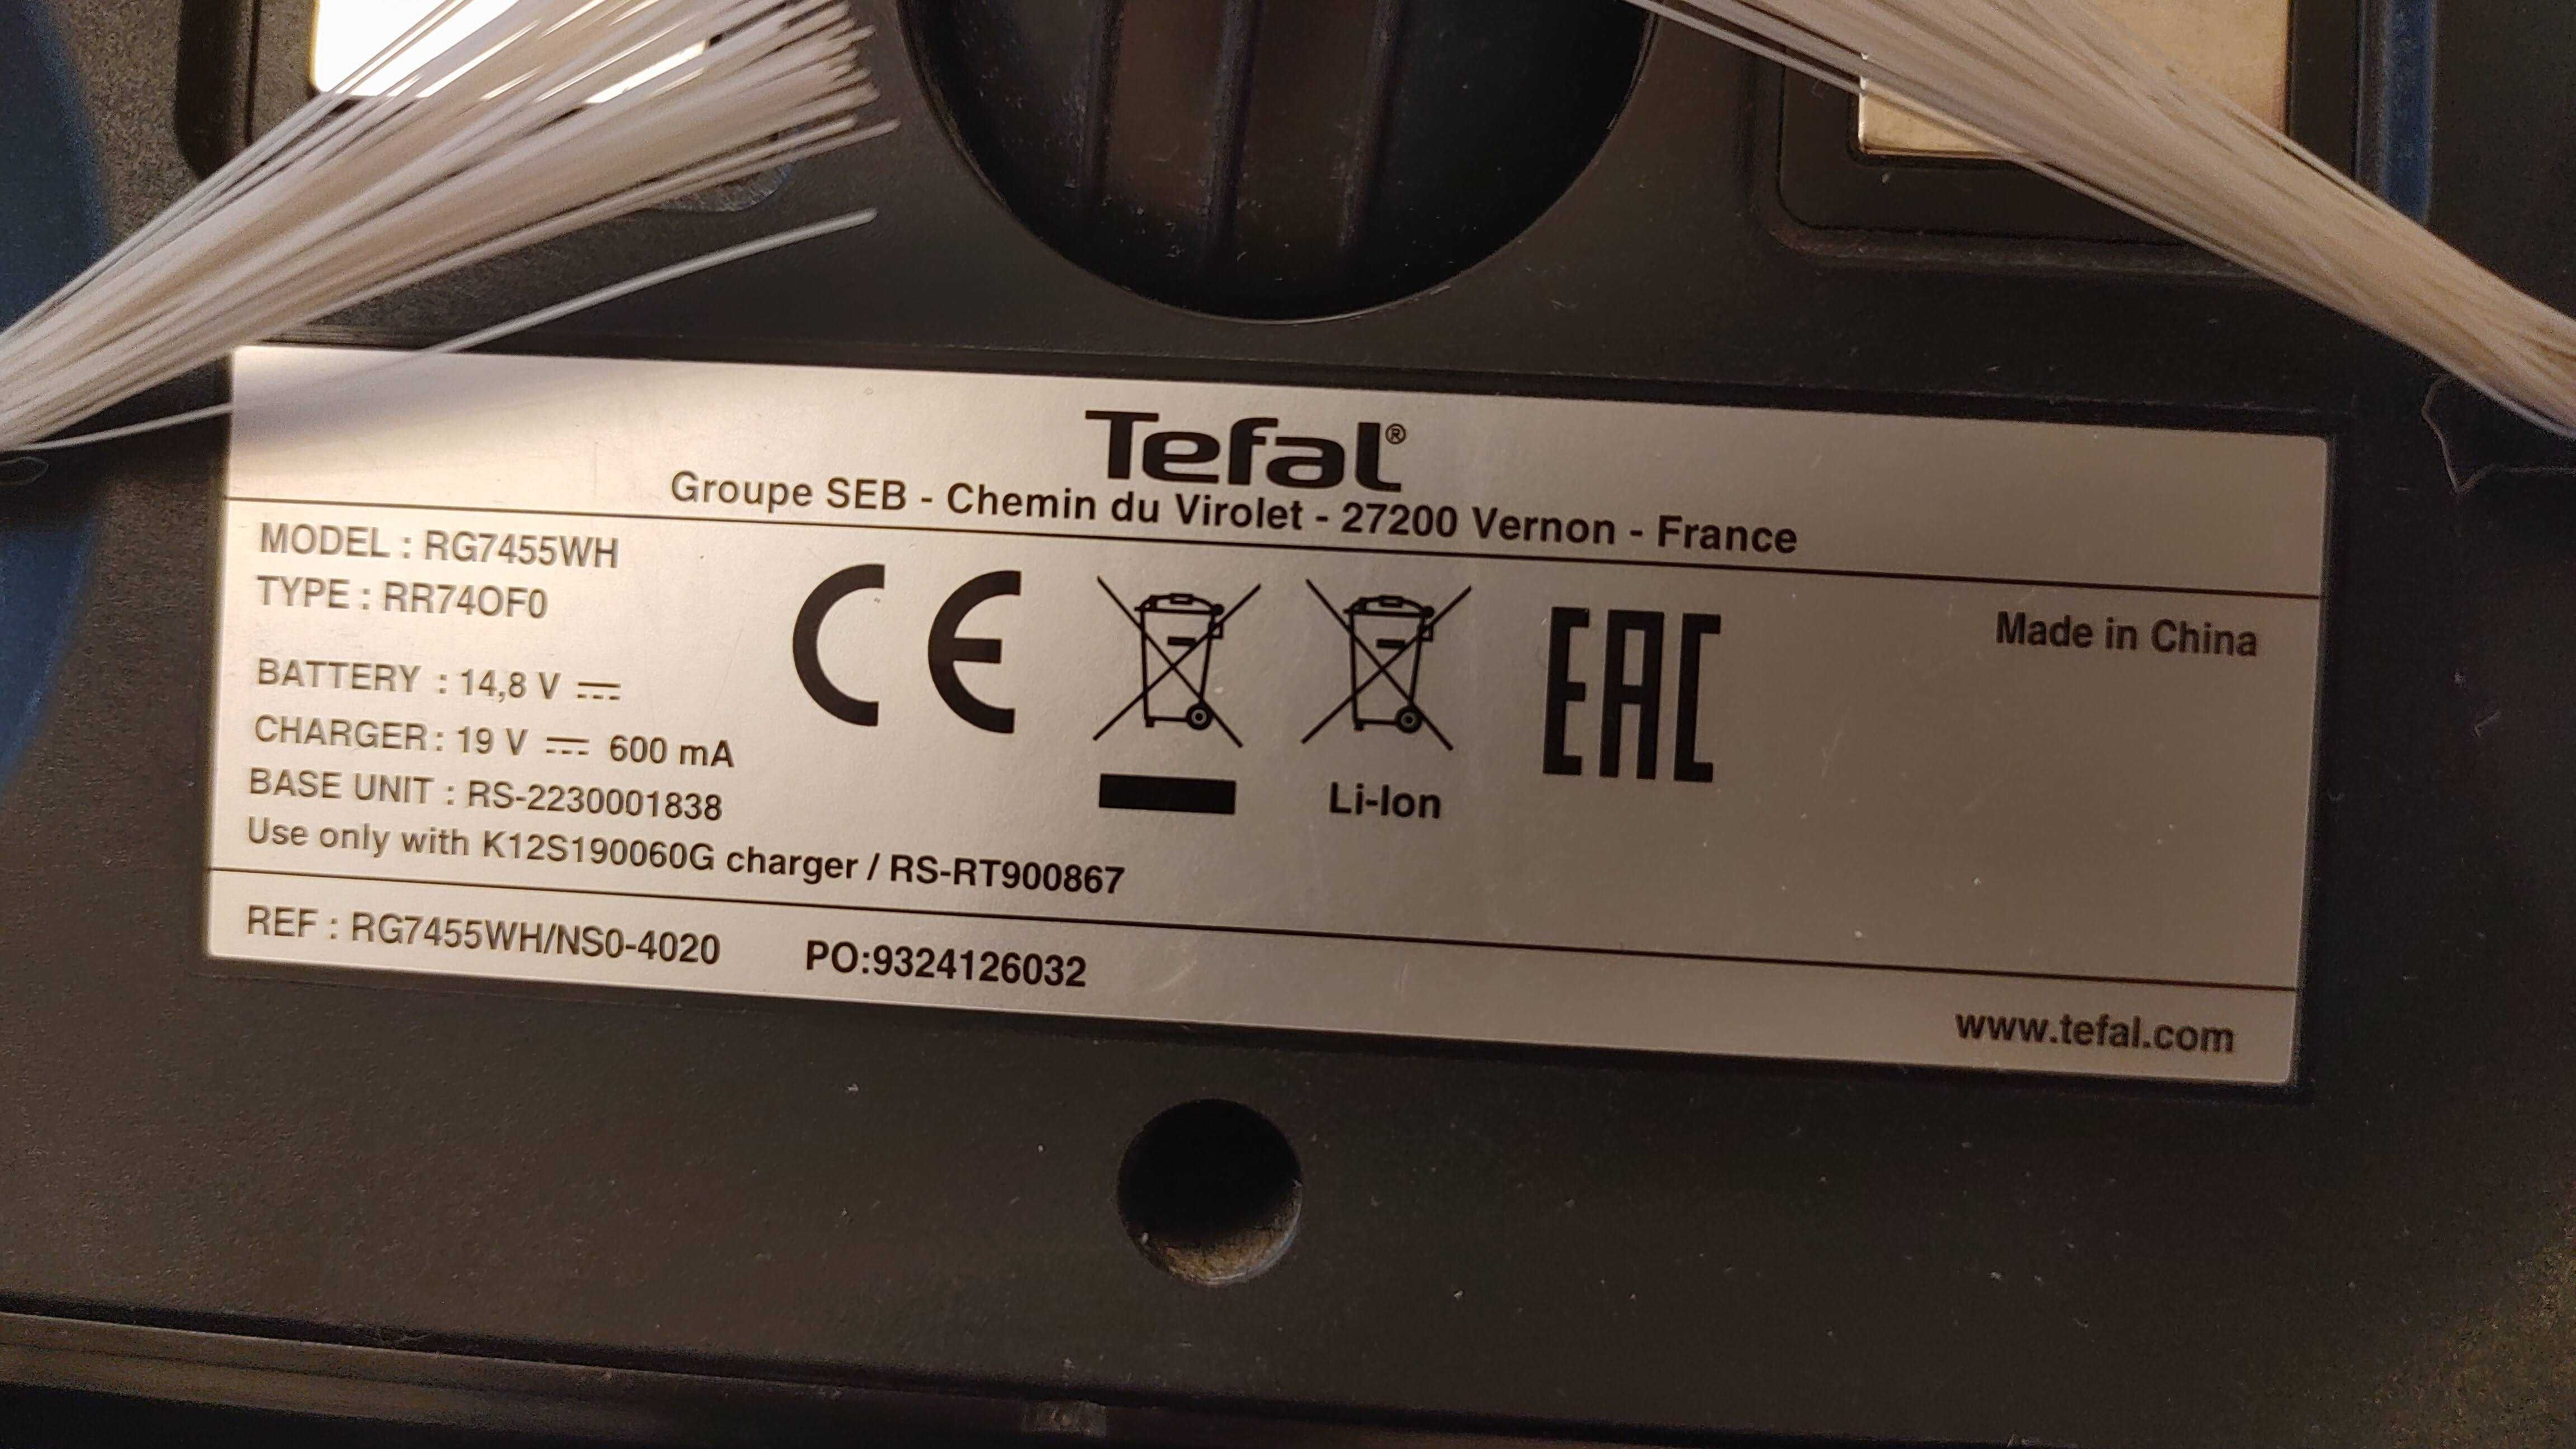 Tefal®
Groupe SEB - Chemin du Virolet - 27200 Vernon - France
MODEL : RG7455WH
TYPE : RR74OF0
BATTERY : 14,8 V ⎓
CHARGER : 19 V ⎓ 600 mA
BASE UNIT : RS-2230001838
Use only with K12S190060G charger / RS-RT900867
CE
Li-Ion
EAC
Made in China
REF : RG7455WH/NS0-4020 PO:9324126032
www.tefal.com